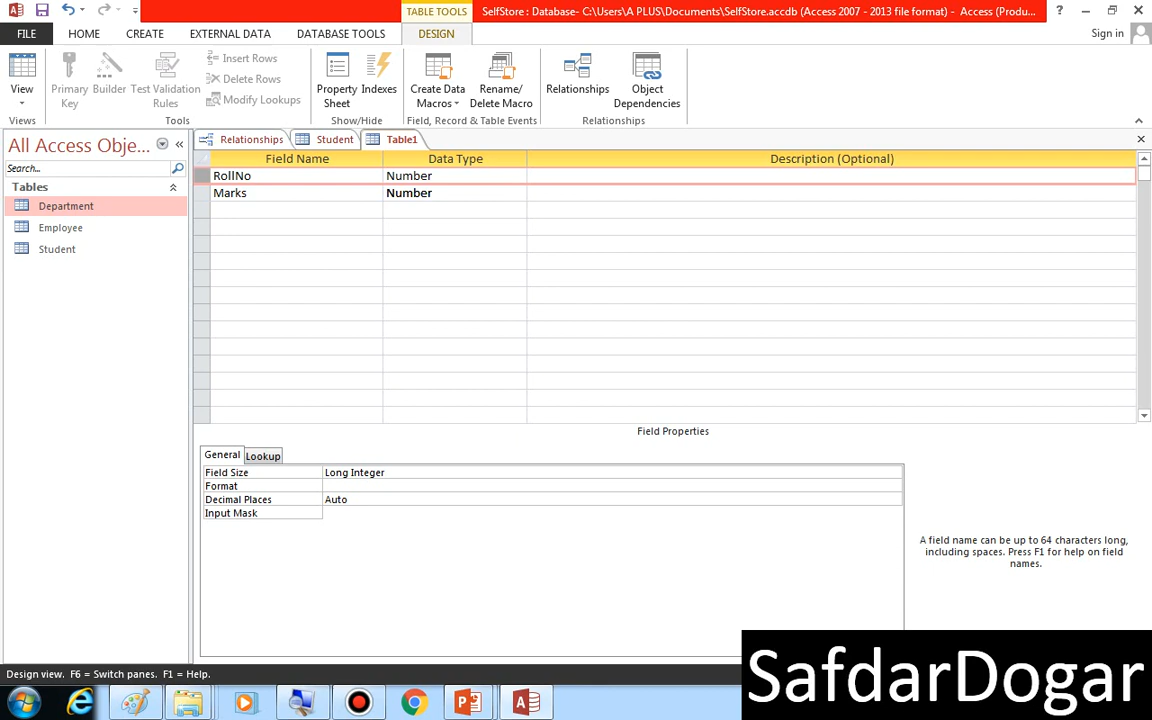 TABLE TOOLS
SelfStore : Database- C:\Users\A PLUS\Documents\SelfStore.accdb (Access 2007 - 2013 file format) - Access (Produ...
FILE
HOME
CREATE
EXTERNAL DATA
DATABASE TOOLS
DESIGN
Sign in
View
Primary Key
Builder
Test Validation Rules
Insert Rows
Delete Rows
Modify Lookups
Property Sheet
Indexes
Create Data Macros
Rename/ Delete Macro
Relationships
Object Dependencies
Views
Tools
Show/Hide
Field, Record & Table Events
Relationships
All Access Obje...
Search...
Tables
Department
Employee
Student
Relationships
Student
Table1
Field Name
Data Type
Description (Optional)
RollNo
Number
Marks
Number
Field Properties
General
Lookup
Field Size
Long Integer
Format
Decimal Places
Auto
Input Mask
A field name can be up to 64 characters long,
including spaces. Press F1 for help on field
names.
Design view. F6 = Switch panes. F1 = Help.
SafdarDogar